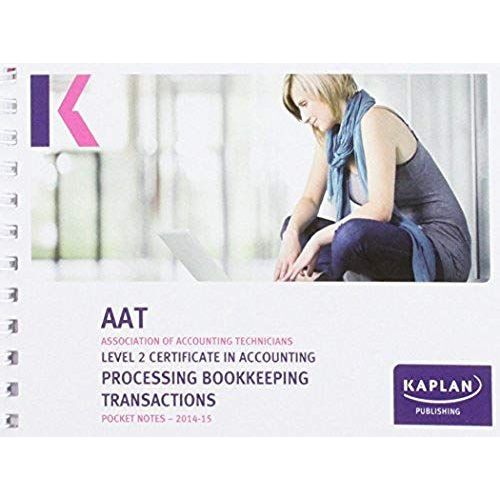 AAT
ASSOCIATION OF ACCOUNTING TECHNICIANS
LEVEL 2 CERTIFICATE IN ACCOUNTING
PROCESSING BOOKKEEPING
TRANSACTIONS
POCKET NOTES – 2014-15
KAPLAN
PUBLISHING